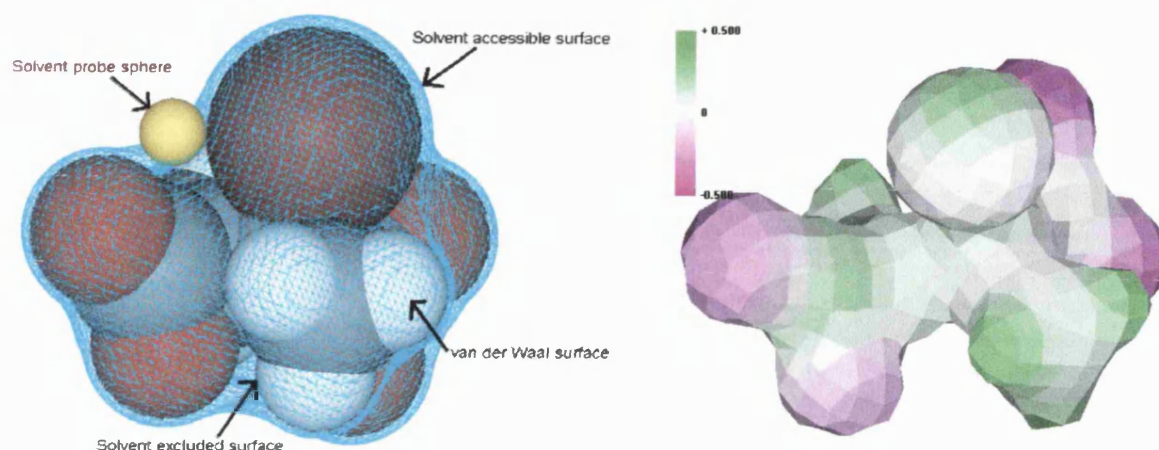 Solvent accessible surface
Solvent probe sphere
van der Waal surface
Solvent excluded surface
+ 0.500
0
-0.500